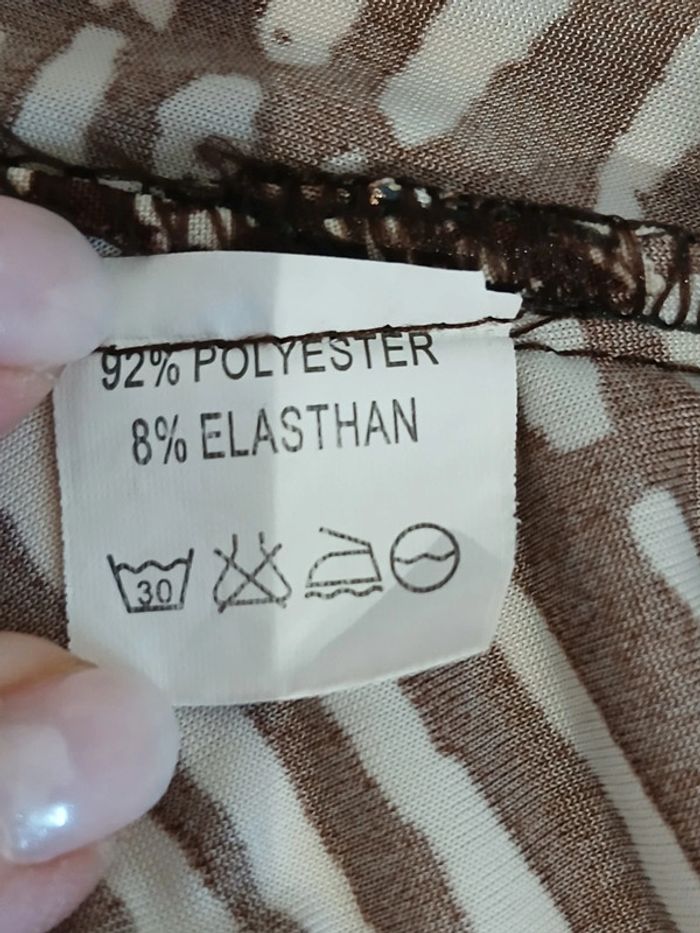 92% POLYESTER
8% ELASTHAN
30